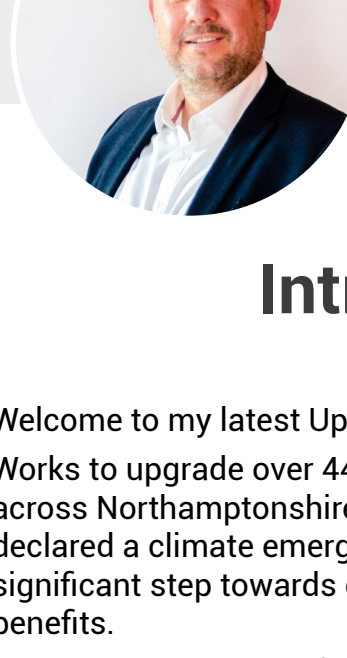 Intr
Welcome to my latest Up
Works to upgrade over 44
across Northamptonshire
declared a climate emerg
significant step towards
benefits.